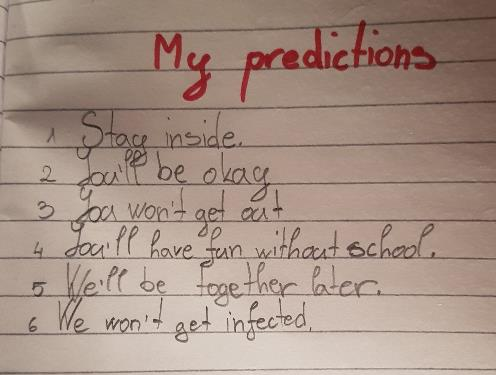 My predictions
1 Stay inside.
2 You'll be okay
3 You won't get out
4 You'll have fun without school.
5 We'll be together later.
6 We won't get infected.